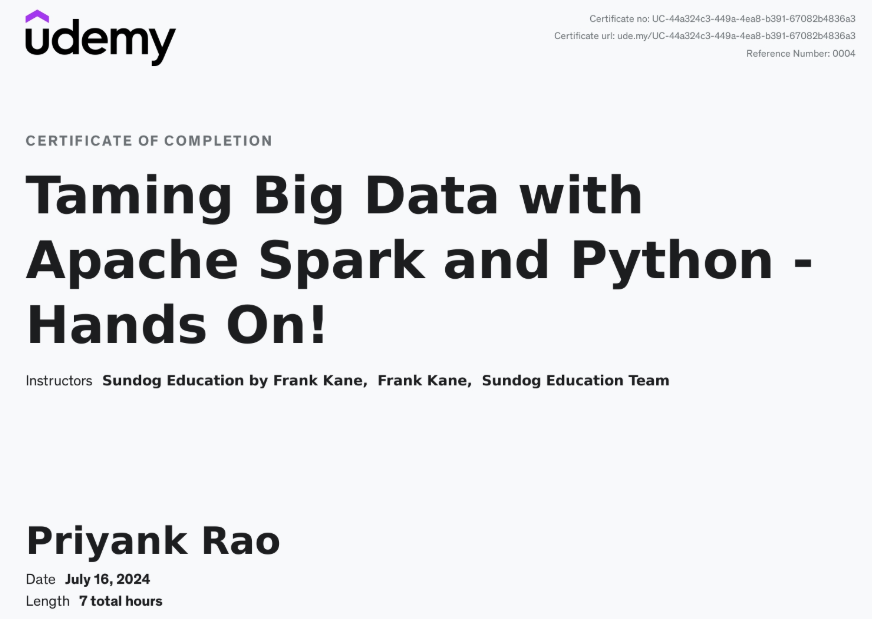 udemy
Certificate no: UC-44a324c3-449a-4ea8-b391-67082b4836a3
Certificate url: ude.my/UC-44a324c3-449a-4ea8-b391-67082b4836a3
Reference Number: 0004
CERTIFICATE OF COMPLETION
Taming Big Data with
Apache Spark and Python -
Hands On!
Instructors Sundog Education by Frank Kane, Frank Kane, Sundog Education Team
Priyank Rao
Date July 16, 2024
Length 7 total hours